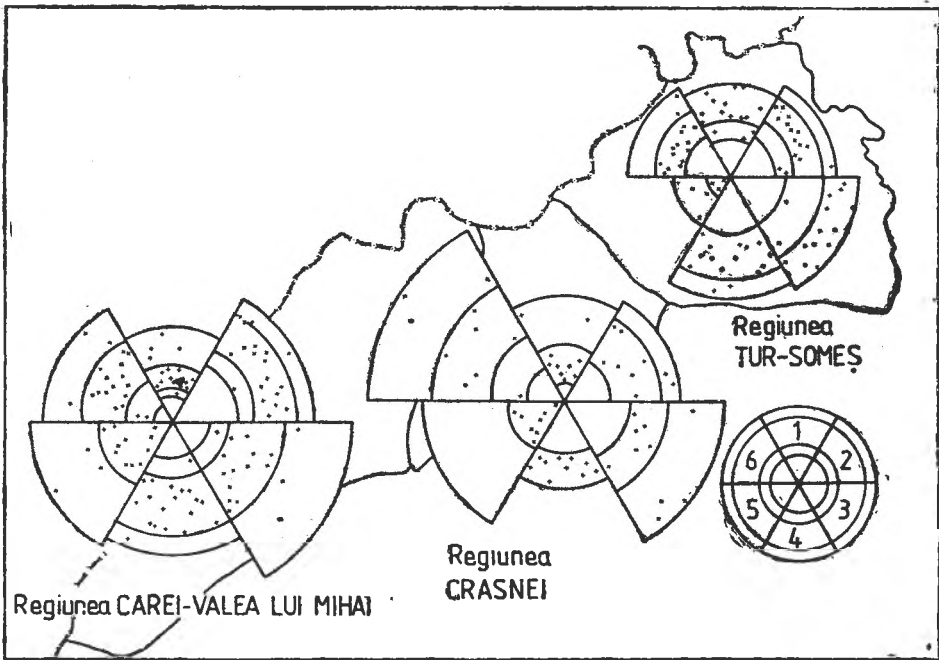 Regiunea
TUR-SOMEȘ
1
6 2
5 3
4
Regiunea
CRASNEI
Regiunea CAREI-VALEA LUI MIHAI